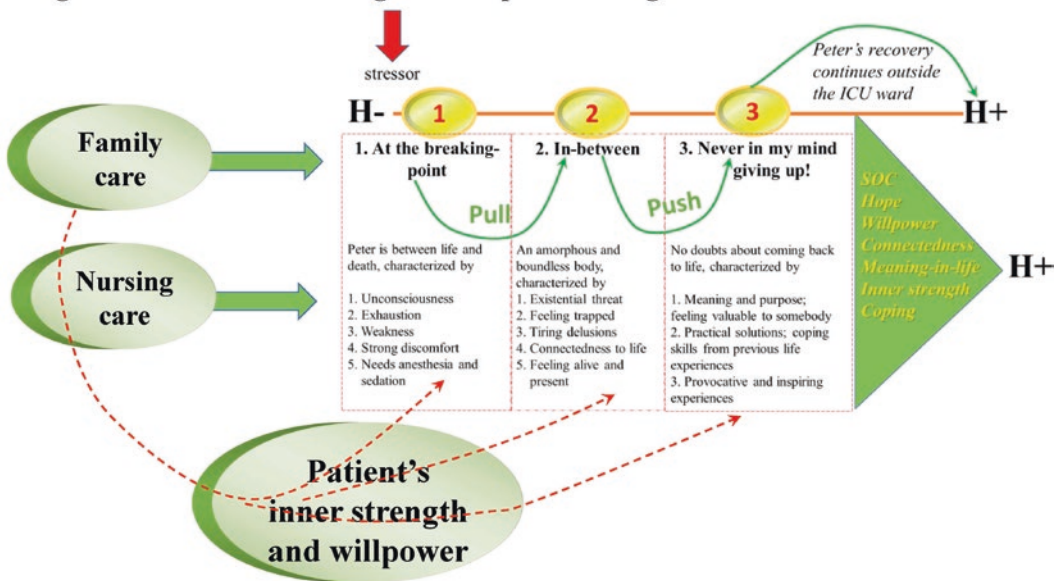 stressor
Peter's recovery
continues outside
the ICU ward
H-
1
2
3
H+
Family
care
Nursing
care
1. At the breaking-
point
2. In-between
3. Never in my mind
giving up!
Pull
Push
Peter is between life and
death, characterized by
1. Unconsciousness
2. Exhaustion
3. Weakness
4. Strong discomfort
5. Needs anesthesia and
sedation
An amorphous and
boundless body,
characterized by
1. Existential threat
2. Feeling trapped
3. Tiring delusions
4. Connectedness to life
5. Feeling alive and
present
No doubts about coming back
to life, characterized by
1. Meaning and purpose;
feeling valuable to somebody
2. Practical solutions; coping
skills from previous life
experiences
3. Provocative and inspiring
experiences
SOC
Hope
Willpower
Connectedness
Meaning-in-life
Inner strength
Coping
H+
Patient's
inner strength
and willpower